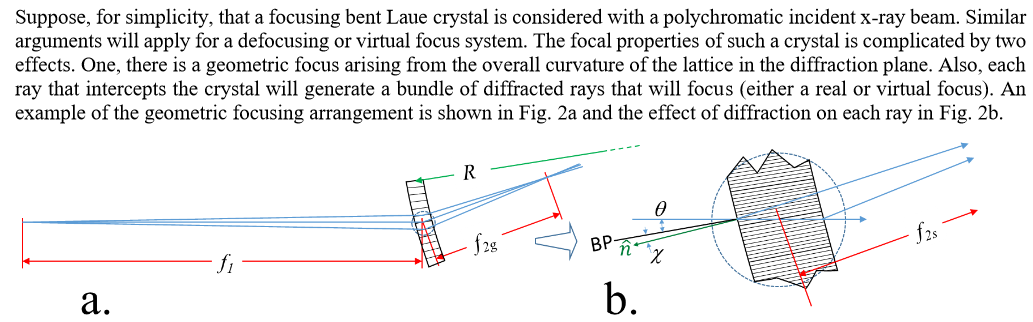 Suppose, for simplicity, that a focusing bent Laue crystal is considered with a polychromatic incident x-ray beam. Similar
arguments will apply for a defocusing or virtual focus system. The focal properties of such a crystal is complicated by two
effects. One, there is a geometric focus arising from the overall curvature of the lattice in the diffraction plane. Also, each
ray that intercepts the crystal will generate a bundle of diffracted rays that will focus (either a real or virtual focus). An
example of the geometric focusing arrangement is shown in Fig. 2a and the effect of diffraction on each ray in Fig. 2b.
R
f₁
f₂g
a.
θ
BP
n̂
χ
f₂s
b.